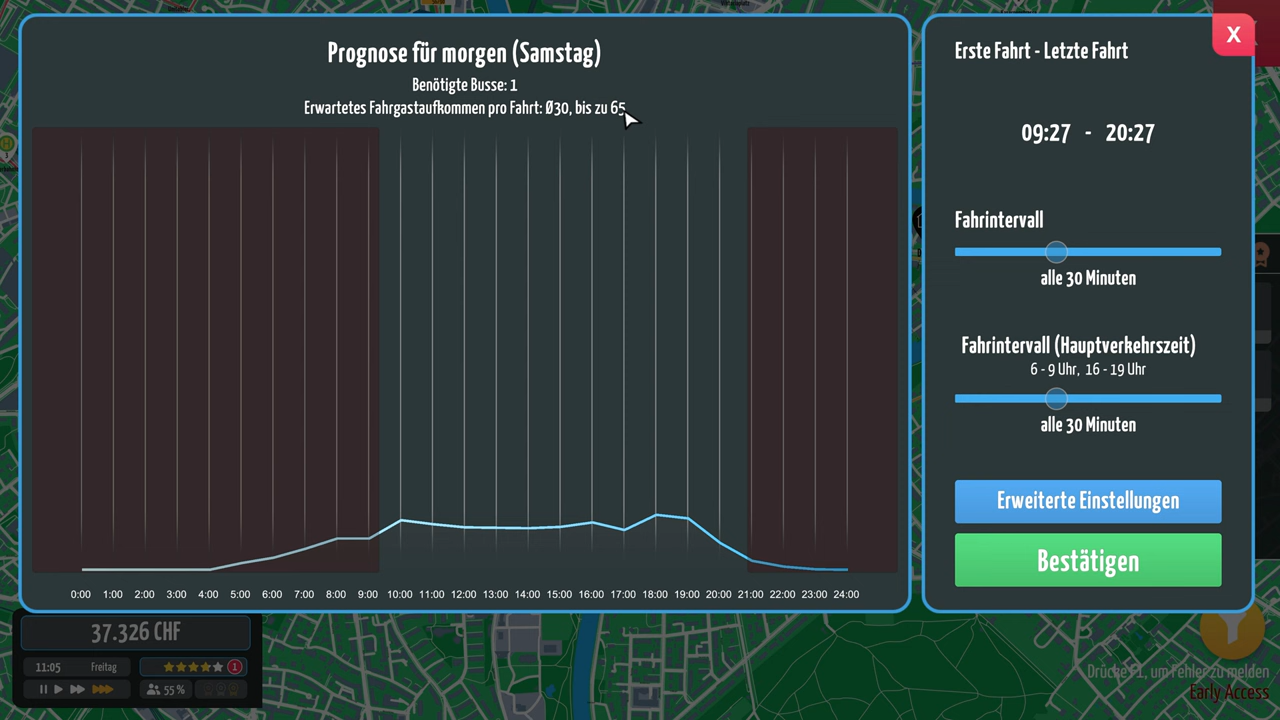 Prognose für morgen (Samstag)
Benötigte Busse: 1
Erwartetes Fahrgastaufkommen pro Fahrt: Ø30, bis zu 65
0:00 1:00 2:00 3:00 4:00 5:00 6:00 7:00 8:00 9:00 10:00 11:00 12:00 13:00 14:00 15:00 16:00 17:00 18:00 19:00 20:00 21:00 22:00 23:00 24:00
X
Erste Fahrt - Letzte Fahrt
09:27 - 20:27
Fahrintervall
alle 30 Minuten
Fahrintervall (Hauptverkehrszeit)
6 - 9 Uhr, 16 - 19 Uhr
alle 30 Minuten
Erweiterte Einstellungen
Bestätigen
37.326 CHF
11:05 Freitag
1
55 %
Drücke F1, um Fehler zu melden
Early Access